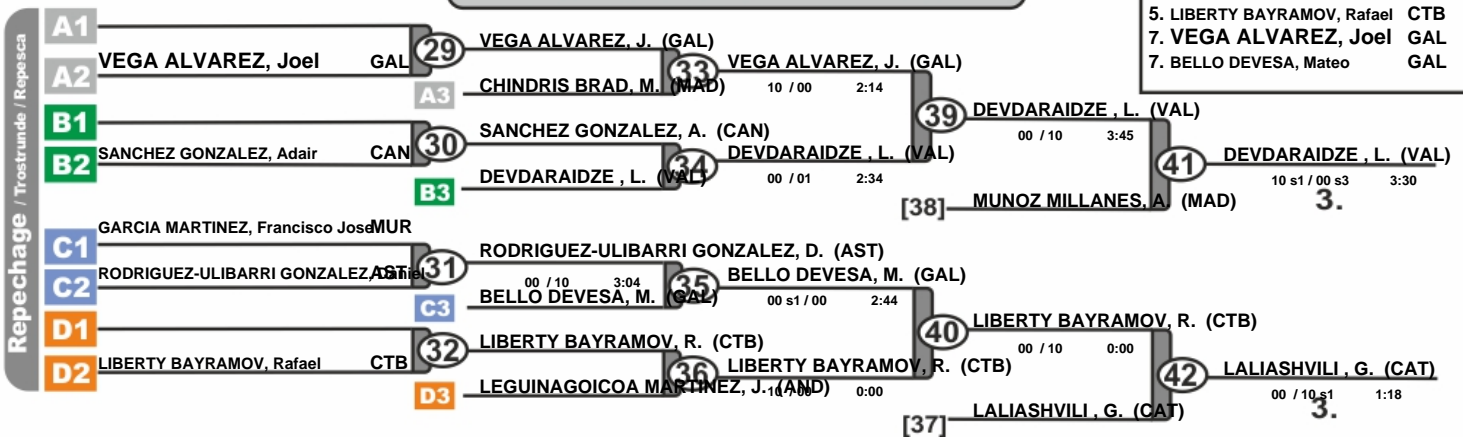 5. LIBERTY BAYRAMOV, Rafael CTB
7. VEGA ALVAREZ, Joel GAL
7. BELLO DEVESA, Mateo GAL
Repechage / Trostrunde / Repesca
A1
A2 VEGA ALVAREZ, Joel GAL
29
VEGA ALVAREZ, J. (GAL)
A3 CHINDRIS BRAD, M. (MAD)
33
VEGA ALVAREZ, J. (GAL)
10 / 00 2:14
B1
B2 SANCHEZ GONZALEZ, Adair CAN
30
SANCHEZ GONZALEZ, A. (CAN)
B3 DEVDARAIDZE , L. (VAL)
34
DEVDARAIDZE , L. (VAL)
00 / 01 2:34
39
DEVDARAIDZE , L. (VAL)
00 / 10 3:45
[38] MUNOZ MILLANES, A. (MAD)
41
DEVDARAIDZE , L. (VAL)
10 s1 / 00 s3 3:30
3.
C1 GARCIA MARTINEZ, Francisco Jose MUR
C2 RODRIGUEZ-ULIBARRI GONZALEZ, Daniel AST
31
RODRIGUEZ-ULIBARRI GONZALEZ, D. (AST)
00 / 10 3:04
C3 BELLO DEVESA, M. (GAL)
35
BELLO DEVESA, M. (GAL)
00 s1 / 00 2:44
D1
D2 LIBERTY BAYRAMOV, Rafael CTB
32
LIBERTY BAYRAMOV, R. (CTB)
D3 LEGUINAGOICOA MARTINEZ, J. (AND)
36
LIBERTY BAYRAMOV, R. (CTB)
10 / 00 0:00
40
LIBERTY BAYRAMOV, R. (CTB)
00 / 10 0:00
[37] LALIASHVILI , G. (CAT)
42
LALIASHVILI , G. (CAT)
00 / 10 s1 1:18
3.